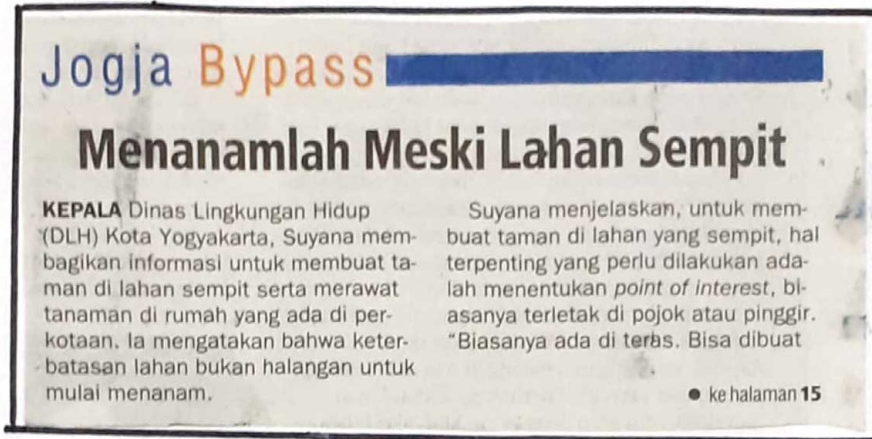 Jogja Bypass
Menanamlah Meski Lahan Sempit
KEPALA Dinas Lingkungan Hidup
(DLH) Kota Yogyakarta, Suyana mem-
bagikan informasi untuk membuat ta-
man di lahan sempit serta merawat
tanaman di rumah yang ada di per-
kotaan. Ia mengatakan bahwa keter-
batasan lahan bukan halangan untuk
mulai menanam.
Suyana menjelaskan, untuk mem-
buat taman di lahan yang sempit, hal
terpenting yang perlu dilakukan ada-
lah menentukan point of interest, bi-
asanya terletak di pojok atau pinggir.
“Biasanya ada di teras. Bisa dibuat
● ke halaman 15